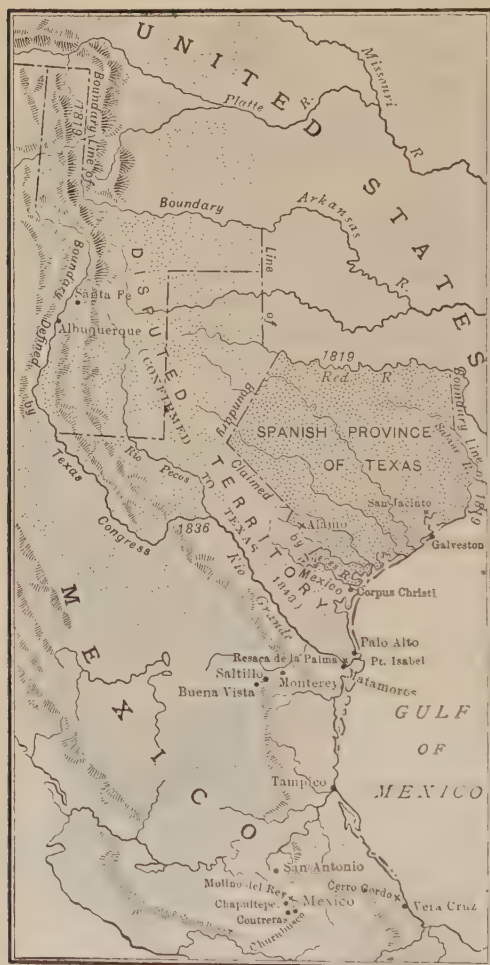 UNITED STATES
Missouri R
Platte R.
Boundary Line of 1819
Boundary Line of 1819
Arkansas R.
DISPUTED TERRITORY
(CONFIRMED TO TEXAS 1848)
Boundary Defined by Texas Congress 1836
Santa Fe
Albuquerque
Red R
Boundary Line of 1819
Sabine R.
SPANISH PROVINCE
OF TEXAS
Boundary Claimed by Mexico
Rio Pecos
San Jacinto
Alamo
Galveston
Rio Grande
Corpus Christi
Palo Alto
Resaca de la Palma
Pt. Isabel
Matamoros
Saltillo
Monterey
Buena Vista
MEXICO
GULF
OF
MEXICO
Tampico
San Antonio
Molino del Rey
Chapultepec
Mexico
Contreras
Churubusco
Cerro Gordo
Vera Cruz